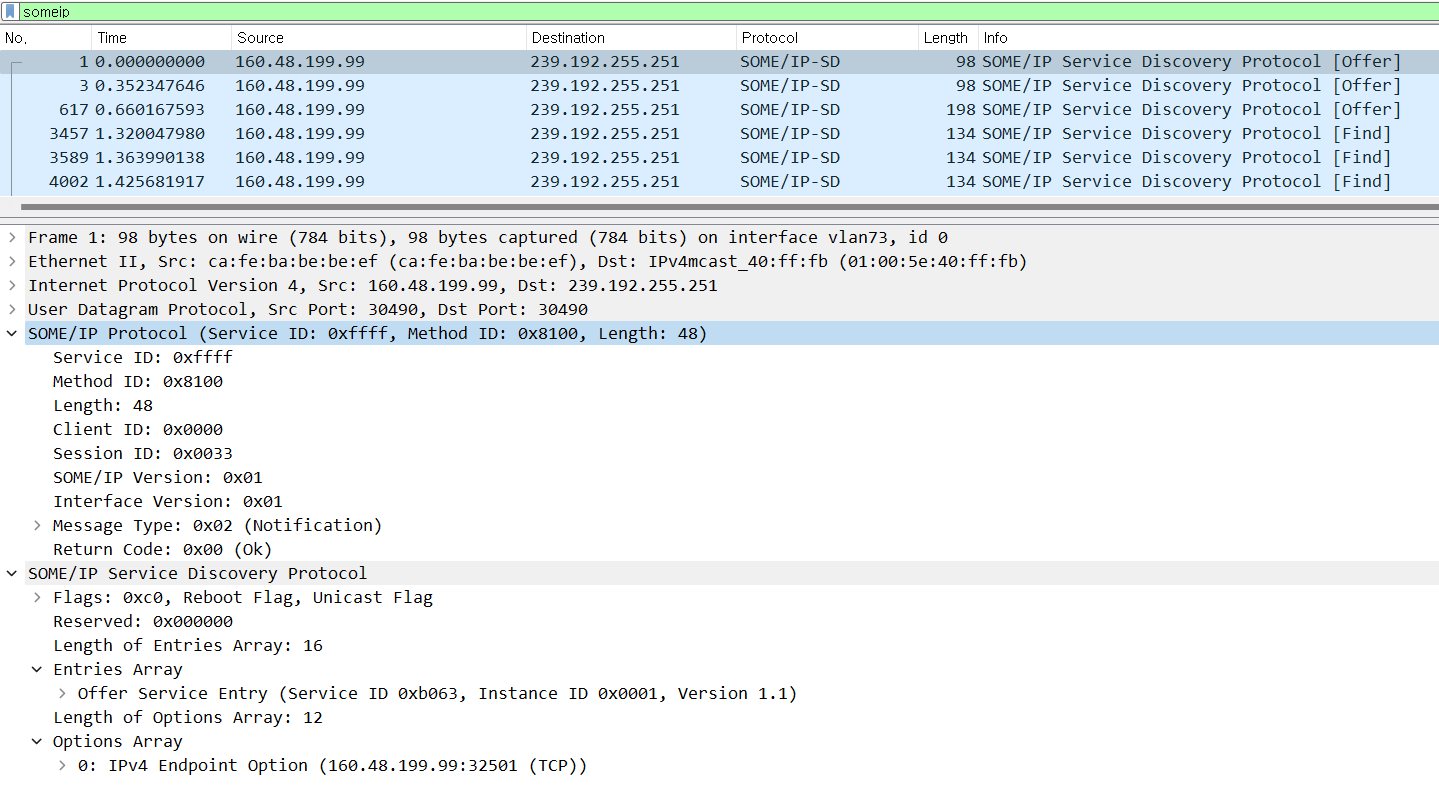 someip
No. Time Source Destination Protocol Length Info
1 0.000000000 160.48.199.99 239.192.255.251 SOME/IP-SD 98 SOME/IP Service Discovery Protocol [Offer]
3 0.352347646 160.48.199.99 239.192.255.251 SOME/IP-SD 98 SOME/IP Service Discovery Protocol [Offer]
617 0.660167593 160.48.199.99 239.192.255.251 SOME/IP-SD 198 SOME/IP Service Discovery Protocol [Offer]
3457 1.320047980 160.48.199.99 239.192.255.251 SOME/IP-SD 134 SOME/IP Service Discovery Protocol [Find]
3589 1.363990138 160.48.199.99 239.192.255.251 SOME/IP-SD 134 SOME/IP Service Discovery Protocol [Find]
4002 1.425681917 160.48.199.99 239.192.255.251 SOME/IP-SD 134 SOME/IP Service Discovery Protocol [Find]
Frame 1: 98 bytes on wire (784 bits), 98 bytes captured (784 bits) on interface vlan73, id 0
Ethernet II, Src: ca:fe:ba:be:be:ef (ca:fe:ba:be:be:ef), Dst: IPv4mcast_40:ff:fb (01:00:5e:40:ff:fb)
Internet Protocol Version 4, Src: 160.48.199.99, Dst: 239.192.255.251
User Datagram Protocol, Src Port: 30490, Dst Port: 30490
SOME/IP Protocol (Service ID: 0xffff, Method ID: 0x8100, Length: 48)
Service ID: 0xffff
Method ID: 0x8100
Length: 48
Client ID: 0x0000
Session ID: 0x0033
SOME/IP Version: 0x01
Interface Version: 0x01
Message Type: 0x02 (Notification)
Return Code: 0x00 (Ok)
SOME/IP Service Discovery Protocol
Flags: 0xc0, Reboot Flag, Unicast Flag
Reserved: 0x000000
Length of Entries Array: 16
Entries Array
Offer Service Entry (Service ID 0xb063, Instance ID 0x0001, Version 1.1)
Length of Options Array: 12
Options Array
0: IPv4 Endpoint Option (160.48.199.99:32501 (TCP))